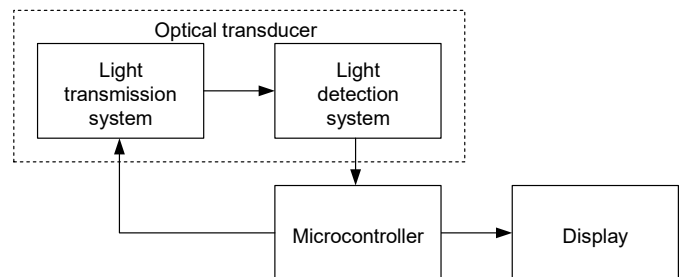 Optical transducer
Light
transmission
system
Light
detection
system
Microcontroller
Display